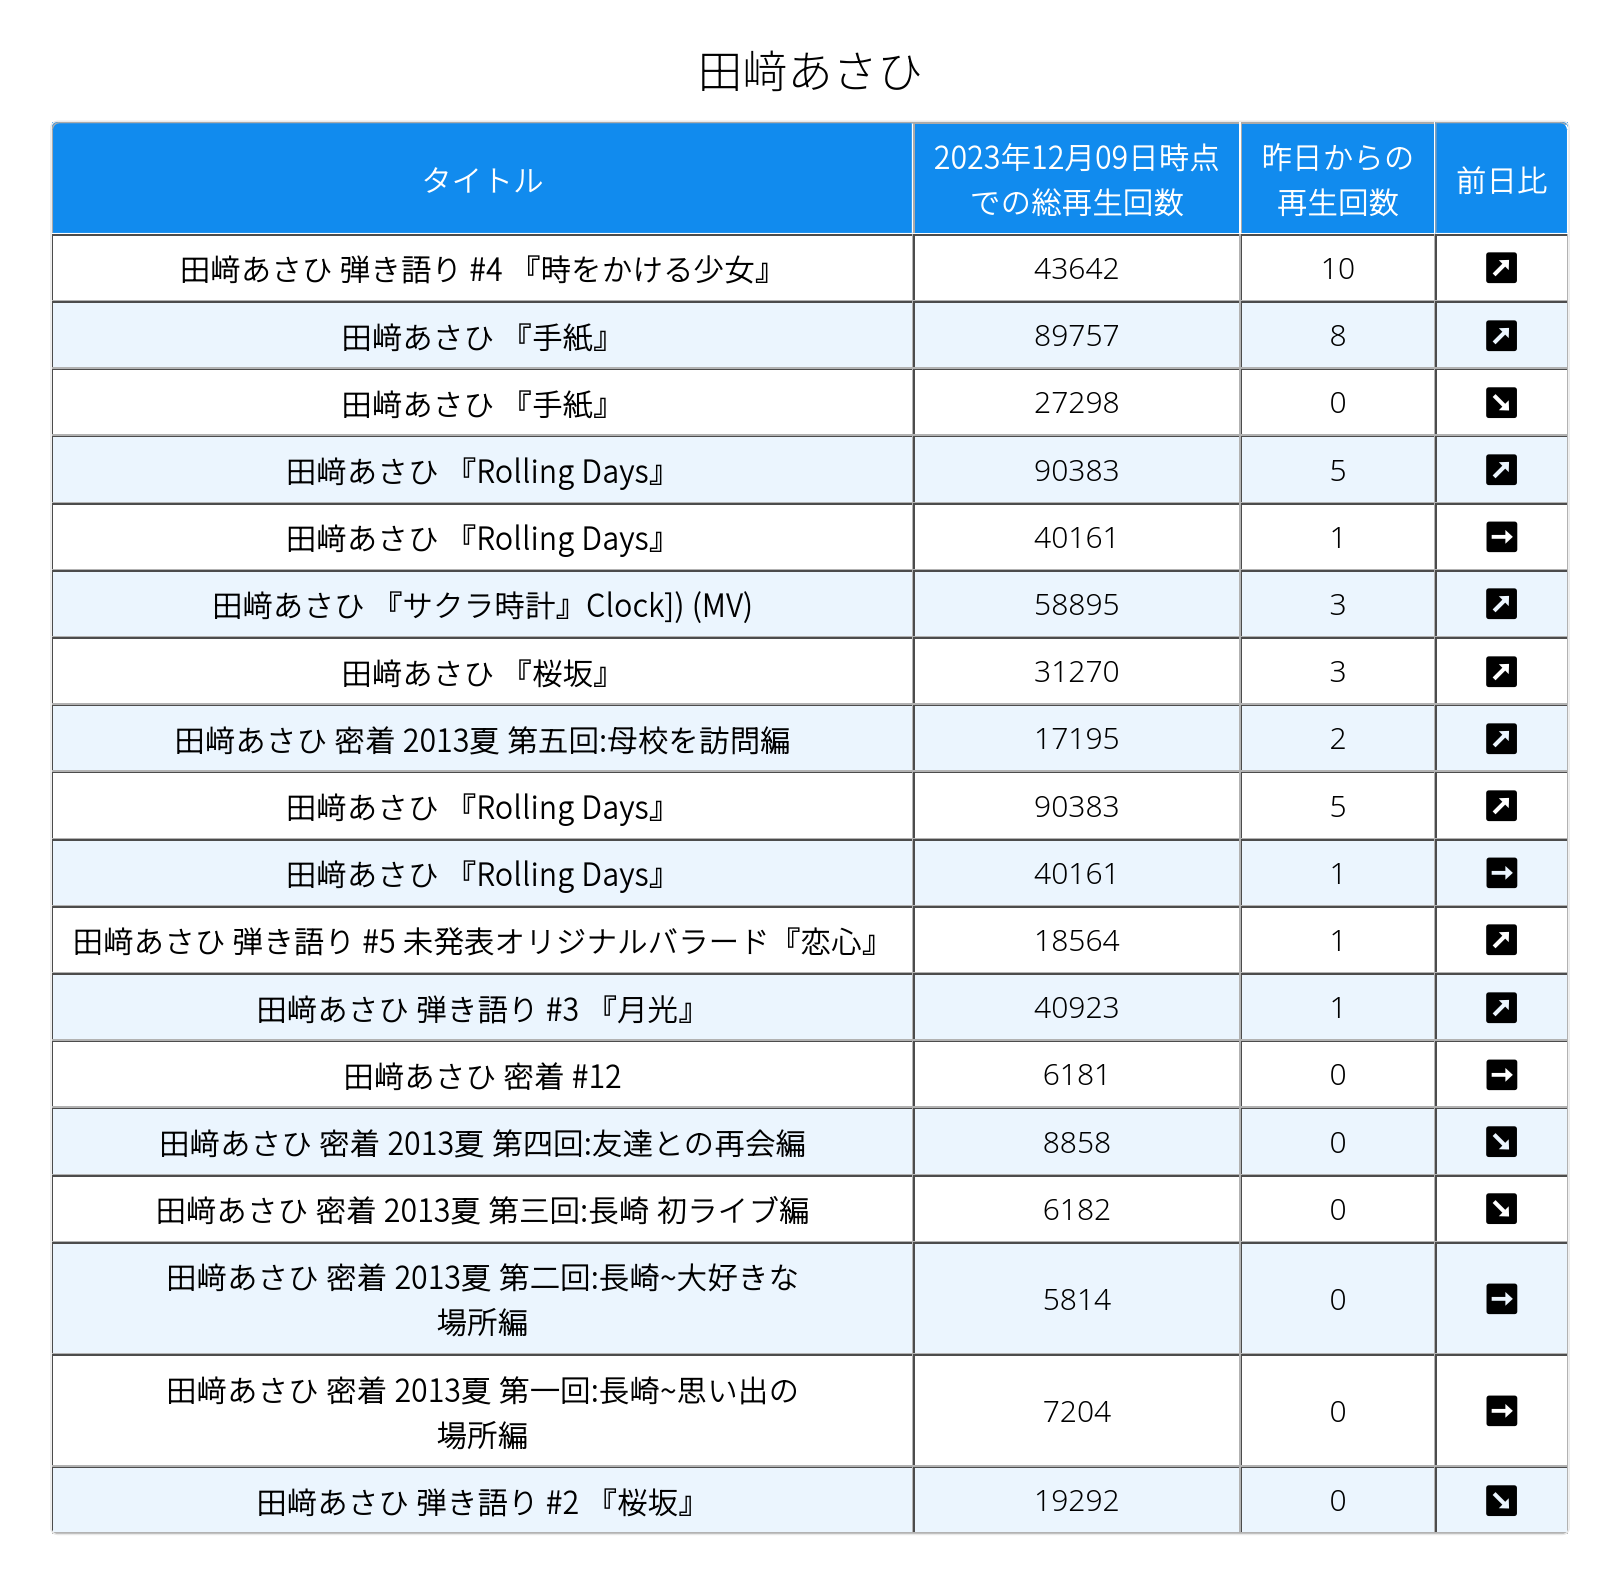 田﨑あさひ
タイトル 2023年12月09日時点 昨日からの 前日比
での総再生回数 再生回数
田﨑あさひ 弾き語り #4 『時をかける少女』 43642 10
田﨑あさひ 『手紙』 89757 8
田﨑あさひ 『手紙』 27298 0
田﨑あさひ 『Rolling Days』 90383 5
田﨑あさひ 『Rolling Days』 40161 1
田﨑あさひ 『サクラ時計』Clock]) (MV) 58895 3
田﨑あさひ 『桜坂』 31270 3
田﨑あさひ 密着 2013夏 第五回:母校を訪問編 17195 2
田﨑あさひ 『Rolling Days』 90383 5
田﨑あさひ 『Rolling Days』 40161 1
田﨑あさひ 弾き語り #5 未発表オリジナルバラード『恋心』 18564 1
田﨑あさひ 弾き語り #3 『月光』 40923 1
田﨑あさひ 密着 #12 6181 0
田﨑あさひ 密着 2013夏 第四回:友達との再会編 8858 0
田﨑あさひ 密着 2013夏 第三回:長崎 初ライブ編 6182 0
田﨑あさひ 密着 2013夏 第二回:長崎~大好きな
場所編 5814 0
田﨑あさひ 密着 2013夏 第一回:長崎~思い出の
場所編 7204 0
田﨑あさひ 弾き語り #2 『桜坂』 19292 0